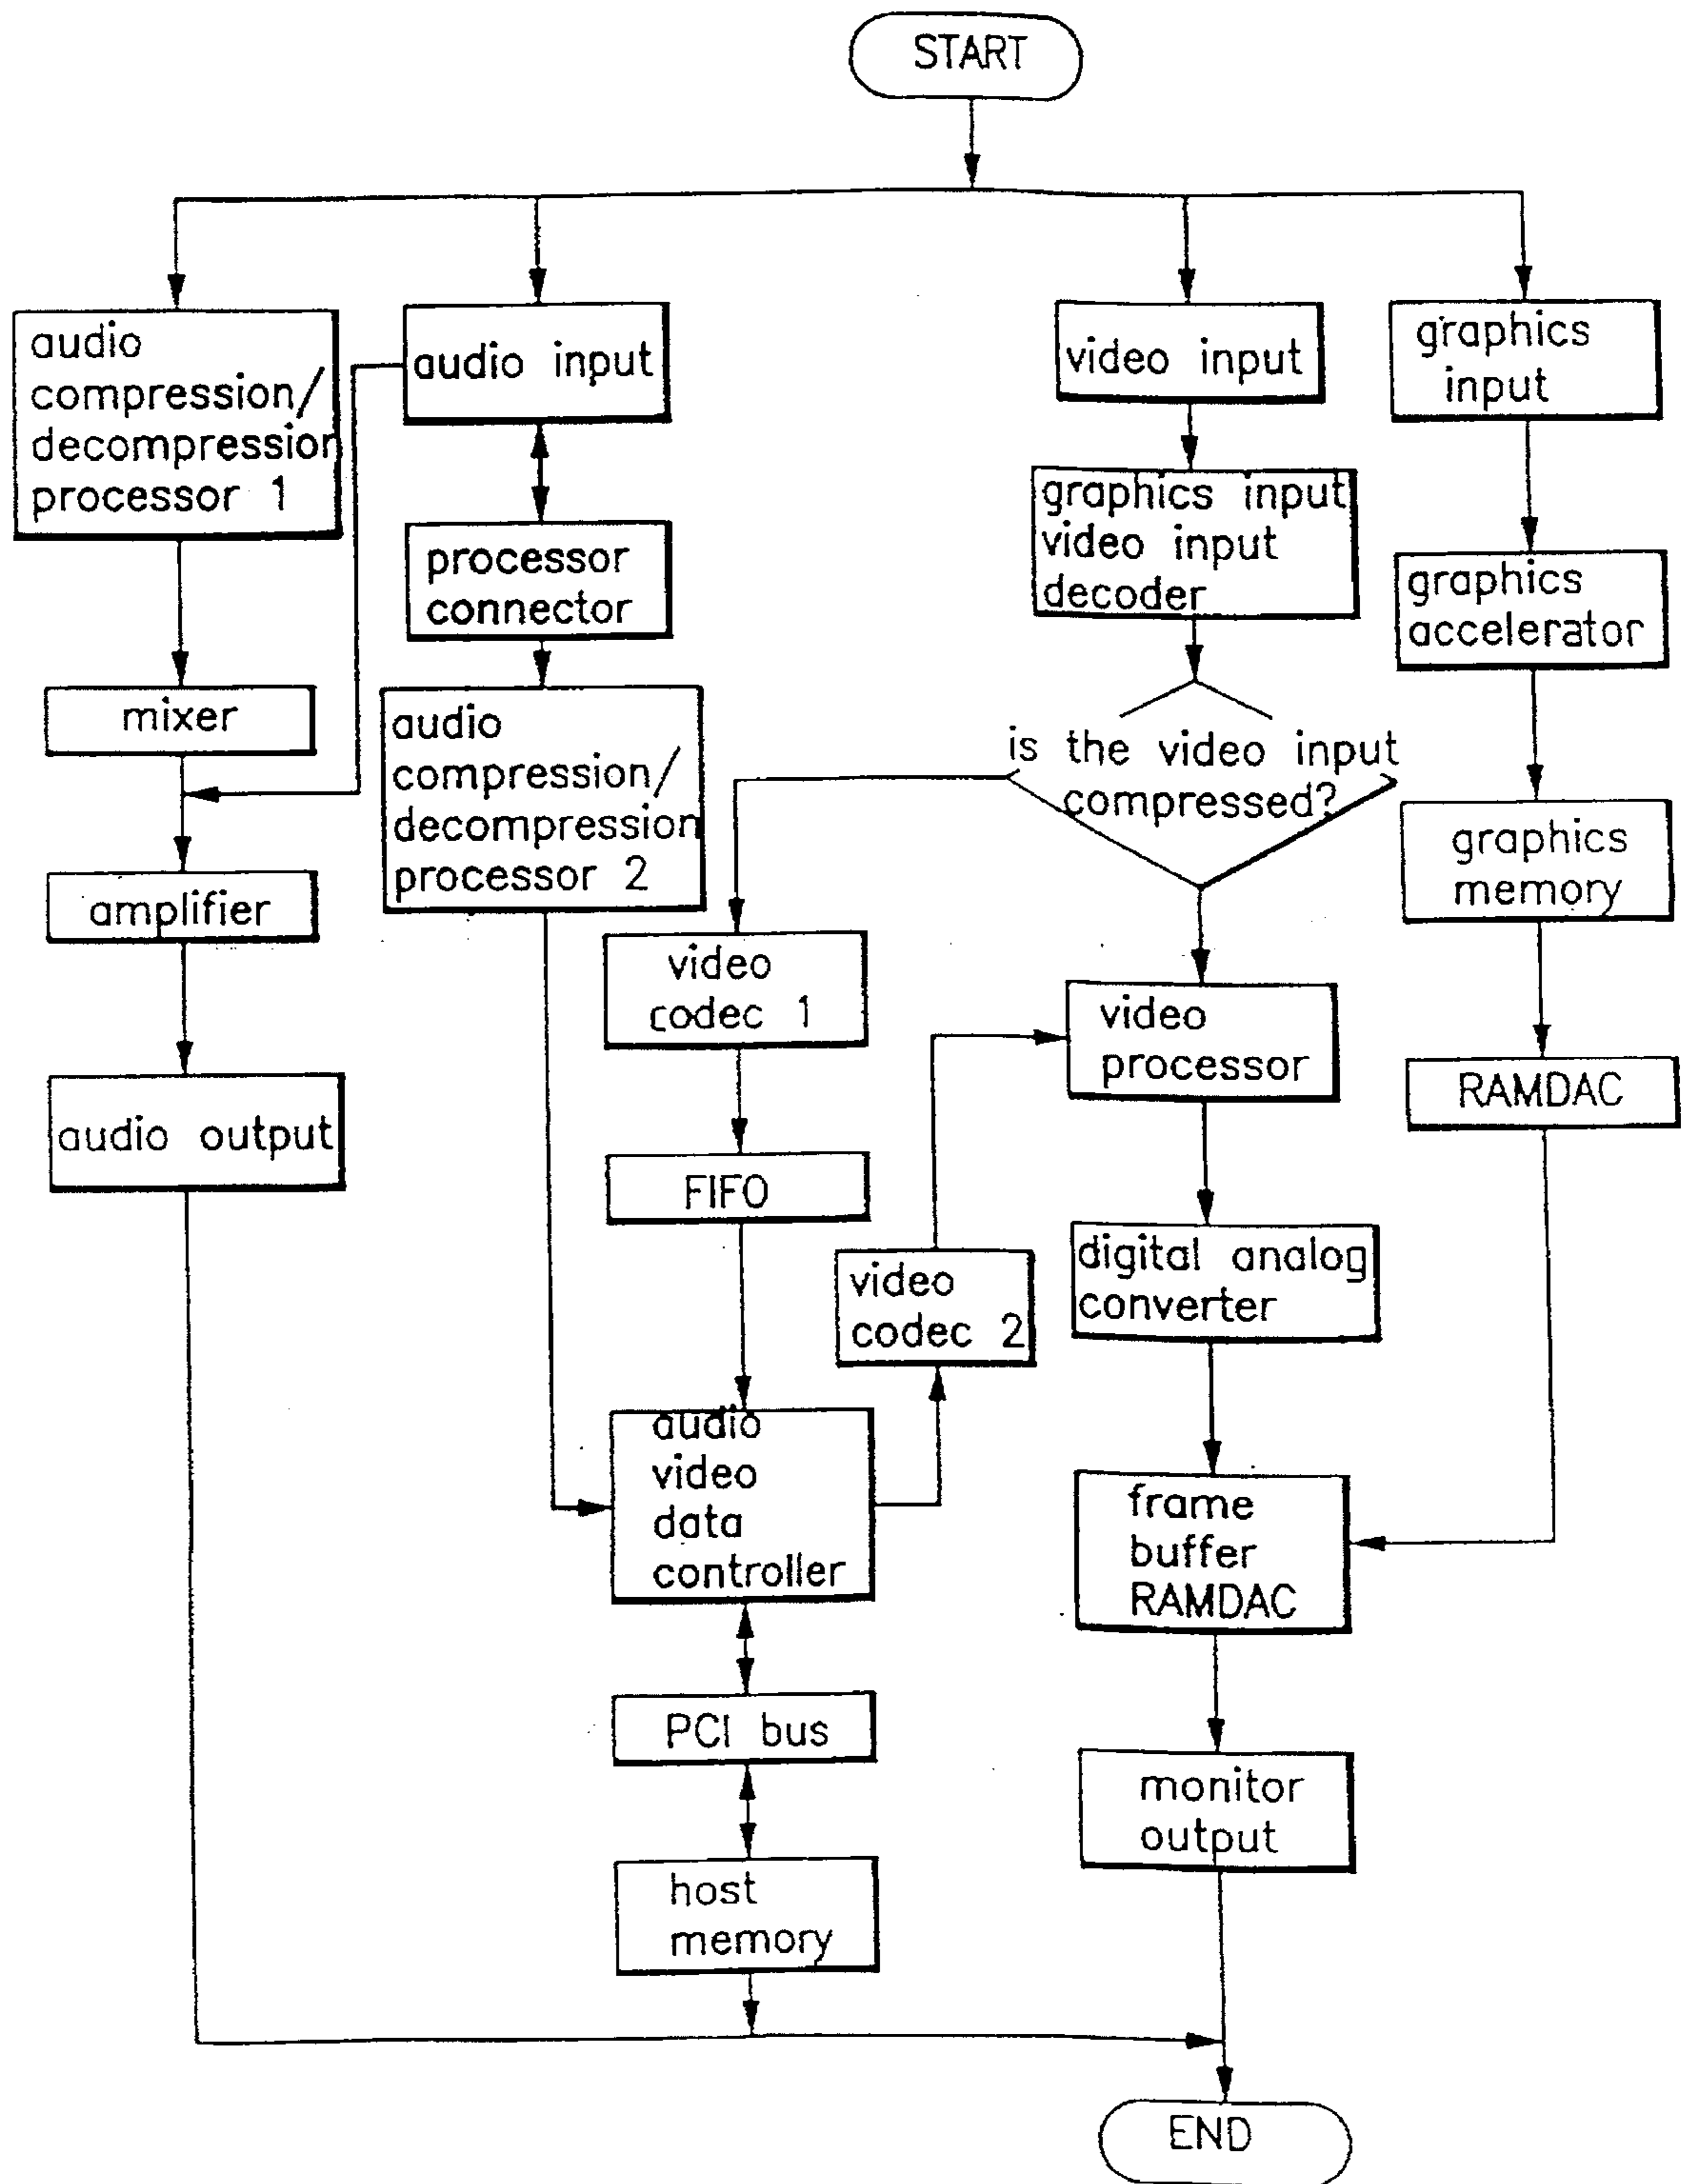 START
audio
compression/
decompression
processor 1
audio input
video input
graphics
input
graphics input
video input
decoder
processor
connector
graphics
accelerator
mixer
audio
compression/
decompression
processor 2
is the video input
compressed?
graphics
memory
amplifier
video
codec 1
video
processor
RAMDAC
audio output
FIFO
video
codec 2
digital analog
converter
audio
video
data
controller
frame
buffer
RAMDAC
PCI bus
monitor
output
host
memory
END